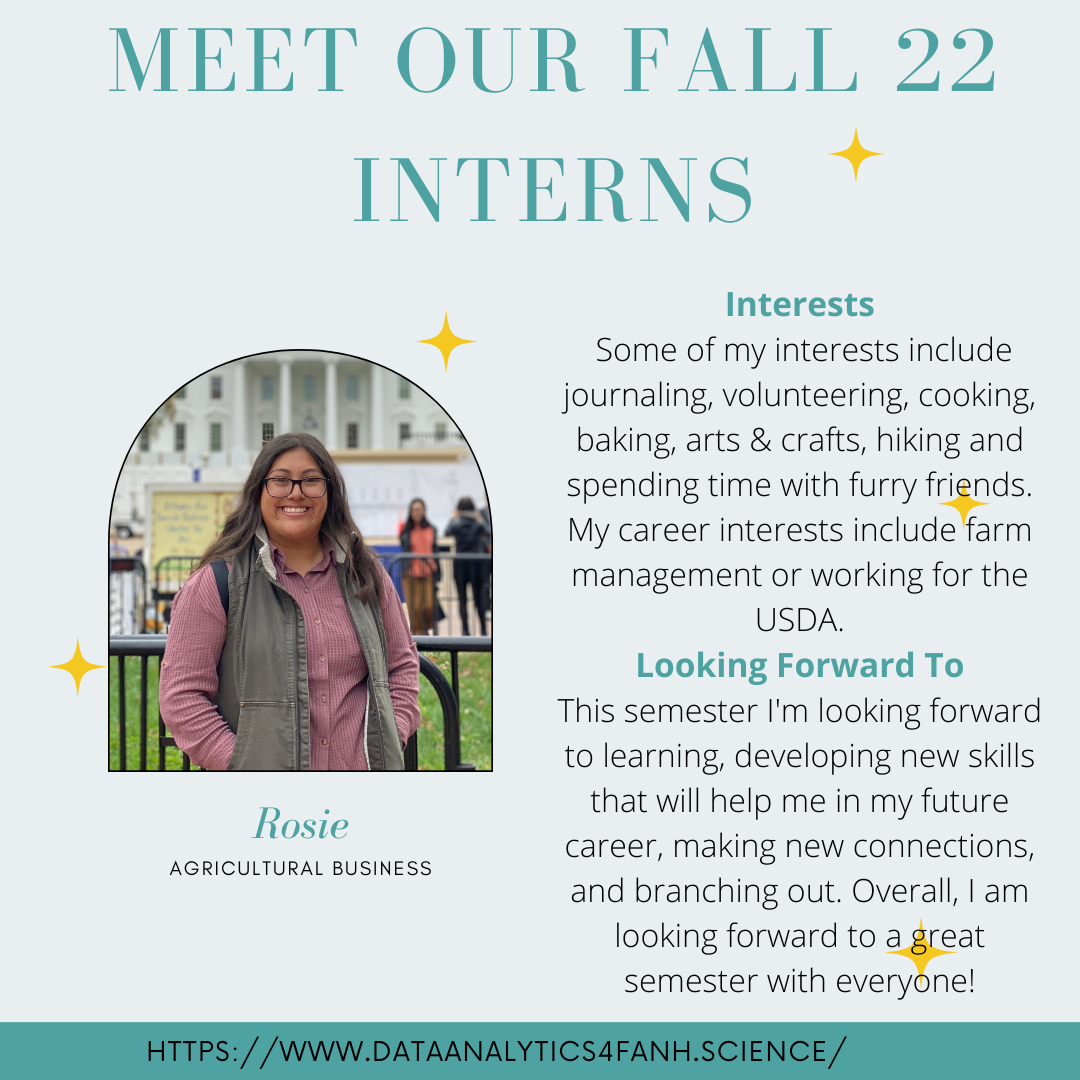 MEET OUR FALL 22
INTERNS
Interests
Some of my interests include
journaling, volunteering, cooking,
baking, arts & crafts, hiking and
spending time with furry friends.
My career interests include farm
management or working for the
USDA.
Looking Forward To
This semester I'm looking forward
to learning, developing new skills
that will help me in my future
career, making new connections,
and branching out. Overall, I am
looking forward to a great
semester with everyone!
Rosie
AGRICULTURAL BUSINESS
HTTPS://WWW.DATAANALYTICS4FANH.SCIENCE/